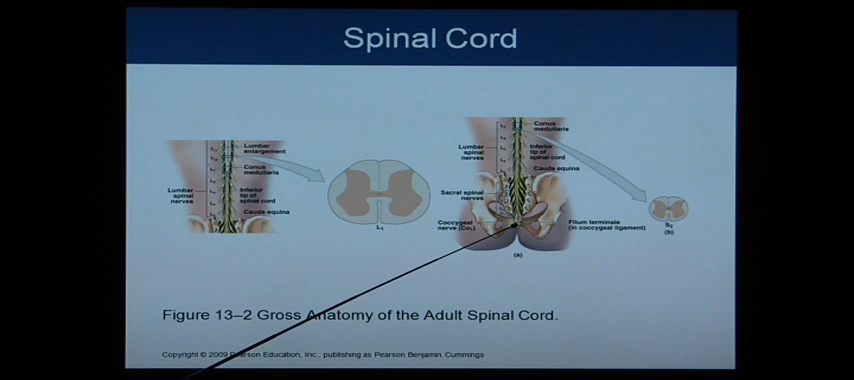 Spinal Cord
Lumbar
enlargement
Conus
medullaris
Lumbar
spinal
nerves
Inferior
tip of
spinal cord
Cauda equina
L₁
Conus
medullaris
Lumbar
spinal
nerves
Inferior
tip of
spinal cord
Cauda equina
Sacral spinal
nerves
Coccygeal
nerve (Co₁)
Filum terminale
(in coccygeal ligament)
(a)
S₂
(b)
Figure 13–2 Gross Anatomy of the Adult Spinal Cord.
Copyright © 2009 Pearson Education, Inc., publishing as Pearson Benjamin Cummings